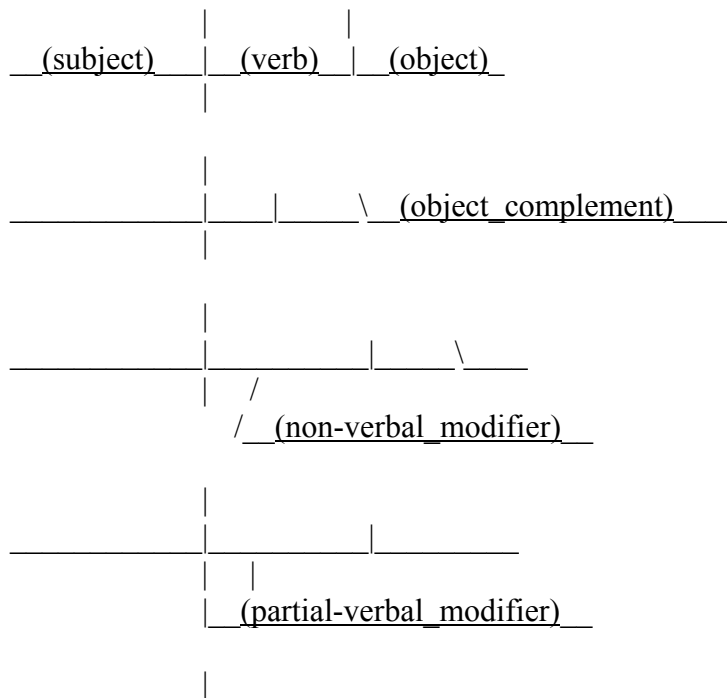 (subject) (verb) (object)
(object_complement)
(non-verbal_modifier)
(partial-verbal_modifier)